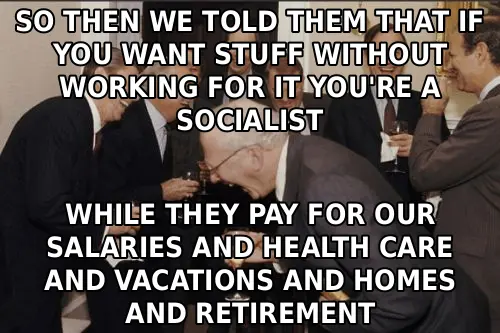 SO THEN WE TOLD THEM THAT IF
YOU WANT STUFF WITHOUT
WORKING FOR IT YOU'RE A
SOCIALIST
WHILE THEY PAY FOR OUR
SALARIES AND HEALTH CARE
AND VACATIONS AND HOMES
AND RETIREMENT